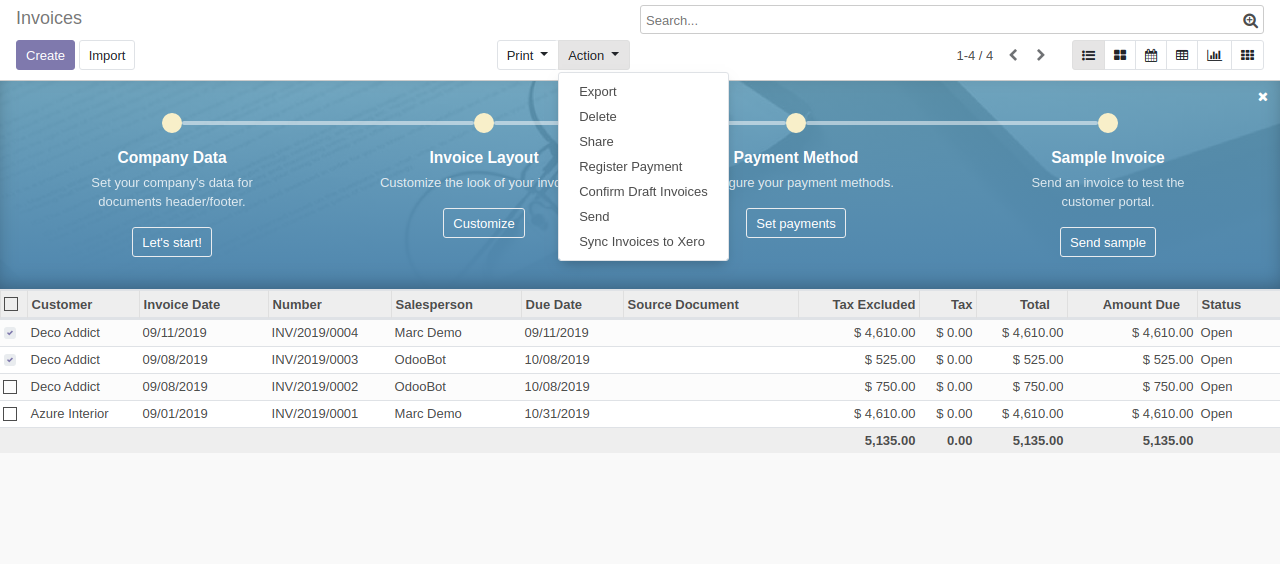 Invoices
Search...
Create Import Print Action 1-4 / 4
Export
Delete
Share
Register Payment
Confirm Draft Invoices
Send
Sync Invoices to Xero
Company Data
Set your company's data for
documents header/footer.
Let's start!
Invoice Layout
Customize the look of your
Customize
Payment Method
your payment methods.
Set payments
Sample Invoice
Send an invoice to test the
customer portal.
Send sample
Customer Invoice Date Number Salesperson Due Date Source Document Tax Excluded Tax Total Amount Due Status
Deco Addict 09/11/2019 INV/2019/0004 Marc Demo 09/11/2019 $ 4,610.00 $ 0.00 $ 4,610.00 $ 4,610.00 Open
Deco Addict 09/08/2019 INV/2019/0003 OdooBot 10/08/2019 $ 525.00 $ 0.00 $ 525.00 $ 525.00 Open
Deco Addict 09/08/2019 INV/2019/0002 OdooBot 10/08/2019 $ 750.00 $ 0.00 $ 750.00 $ 750.00 Open
Azure Interior 09/01/2019 INV/2019/0001 Marc Demo 10/31/2019 $ 4,610.00 $ 0.00 $ 4,610.00 $ 4,610.00 Open
5,135.00 0.00 5,135.00 5,135.00